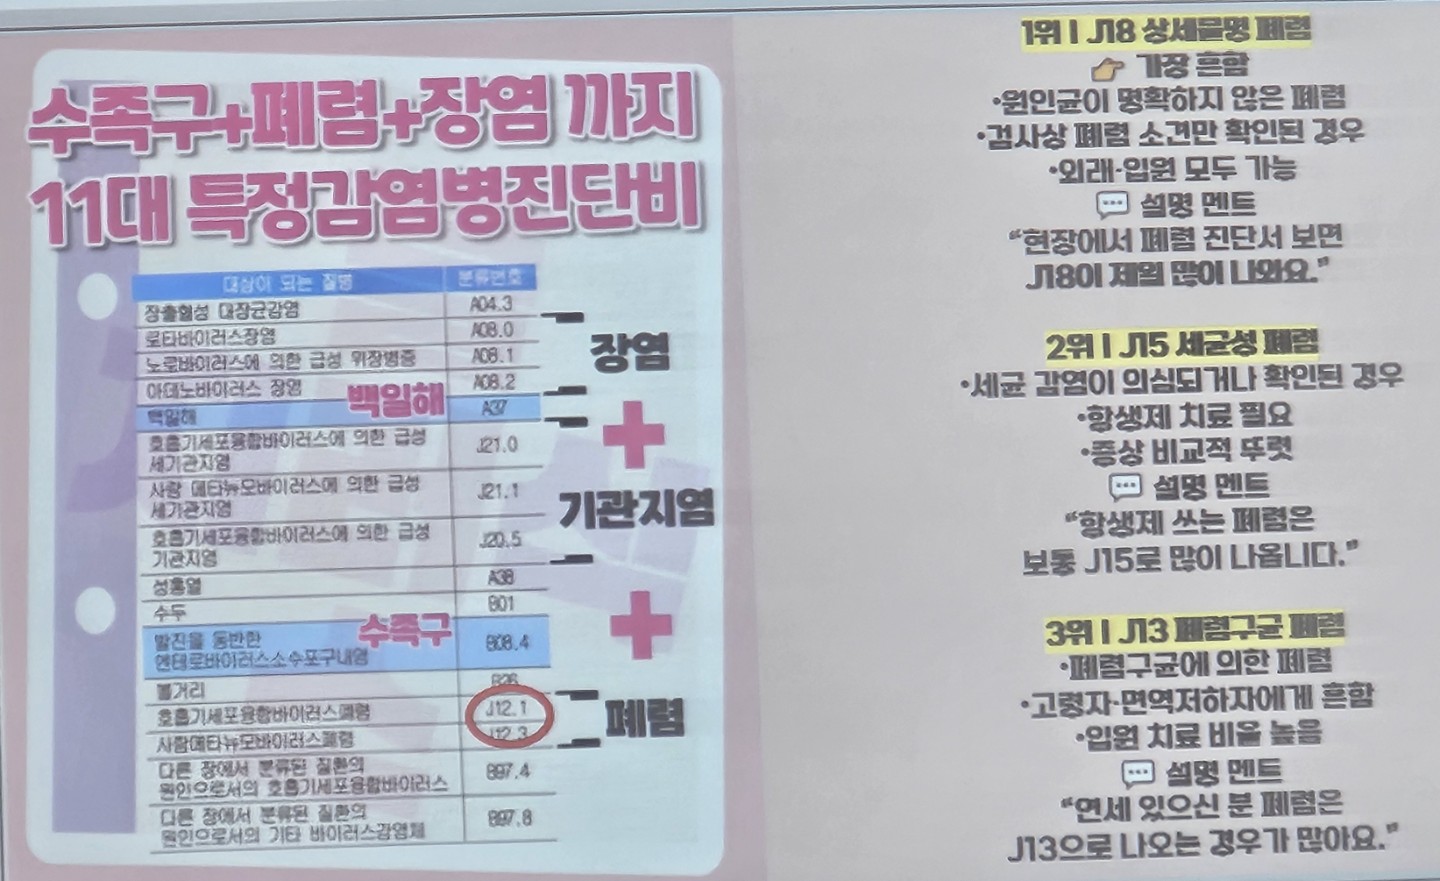 수족구+폐렴+장염 까지
11대 특정감염병진단비
대상이 되는 질병 분류번호
장출혈성 대장균감염 A04.3
로타바이러스장염 A08.0
노로바이러스에 의한 급성 위장병증 A08.1
아데노바이러스 장염 A08.2
백일해 백일해 A37
호흡기세포융합바이러스에 의한 급성
세기관지염 J21.0
사람 메타뉴모바이러스에 의한 급성
세기관지염 J21.1
호흡기세포융합바이러스에 의한 급성
기관지염 J20.5
성홍열 A38
수두 B01
발진을 동반한
엔테로바이러스소수포구내염 수족구 B08.4
볼거리 B26
호흡기세포융합바이러스폐렴 J12.1
사람메타뉴모바이러스폐렴 J12.3
다른 장에서 분류된 질환의
원인으로서의 호흡기세포융합바이러스 B97.4
다른 장에서 분류된 질환의
원인으로서의 기타 바이러스감염체 B97.8
장염
+
기관지염
+
폐렴
1위 | J18 상세불명 폐렴
가장 흔함
•원인균이 명확하지 않은 폐렴
•검사상 폐렴 소견만 확인된 경우
•외래·입원 모두 가능
설명 멘트
“현장에서 폐렴 진단서 보면
J18이 제일 많이 나와요.”
2위 | J15 세균성 폐렴
•세균 감염이 의심되거나 확인된 경우
•항생제 치료 필요
•증상 비교적 뚜렷
설명 멘트
“항생제 쓰는 폐렴은
보통 J15로 많이 나옵니다.”
3위 | J13 폐렴구균 폐렴
•폐렴구균에 의한 폐렴
•고령자·면역저하자에게 흔함
•입원 치료 비율 높음
설명 멘트
“연세 있으신 분 폐렴은
J13으로 나오는 경우가 많아요.”